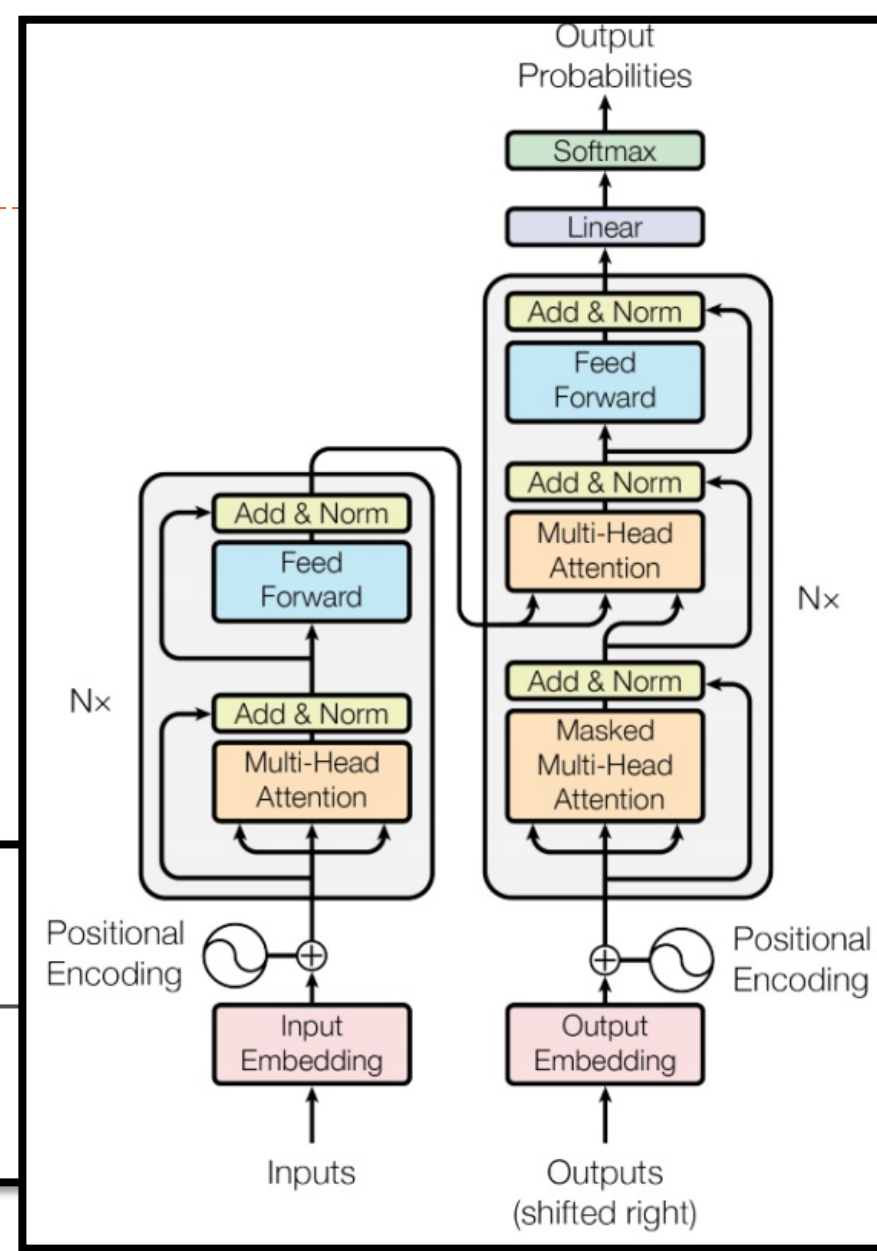 Output
Probabilities
Softmax
Linear
Add & Norm
Feed
Forward
Add & Norm
Multi-Head
Attention
Nx
Add & Norm
Masked
Multi-Head
Attention
Add & Norm
Feed
Forward
Nx
Add & Norm
Multi-Head
Attention
Positional
Encoding
Positional
Encoding
Input
Embedding
Output
Embedding
Inputs
Outputs
(shifted right)